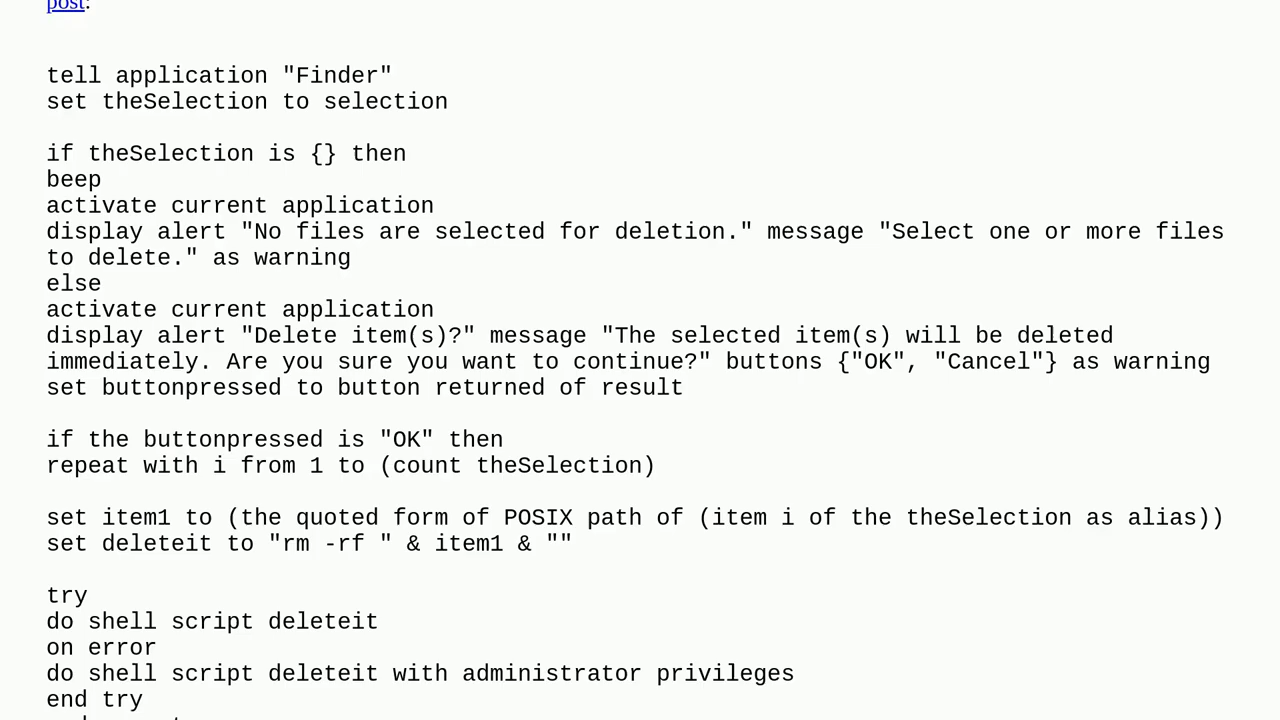 post:
tell application "Finder"
set theSelection to selection
if theSelection is {} then
beep
activate current application
display alert "No files are selected for deletion." message "Select one or more files
to delete." as warning
else
activate current application
display alert "Delete item(s)?" message "The selected item(s) will be deleted
immediately. Are you sure you want to continue?" buttons {"OK", "Cancel"} as warning
set buttonpressed to button returned of result
if the buttonpressed is "OK" then
repeat with i from 1 to (count theSelection)
set item1 to (the quoted form of POSIX path of (item i of the theSelection as alias))
set deleteit to "rm -rf " & item1 & ""
try
do shell script deleteit
on error
do shell script deleteit with administrator privileges
end try